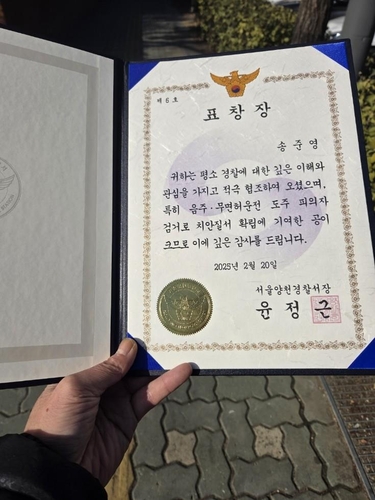 제 6 호
표 창 장
송 준 영
귀하는 평소 경찰에 대한 깊은 이해와
관심을 가지고 적극 협조하여 오셨으며,
특히 음주·무면허운전 도주 피의자
검거로 치안질서 확립에 기여한 공이
크므로 이에 깊은 감사를 드립니다.
2025년 2월 20일
서울양천경찰서장
윤 정 근